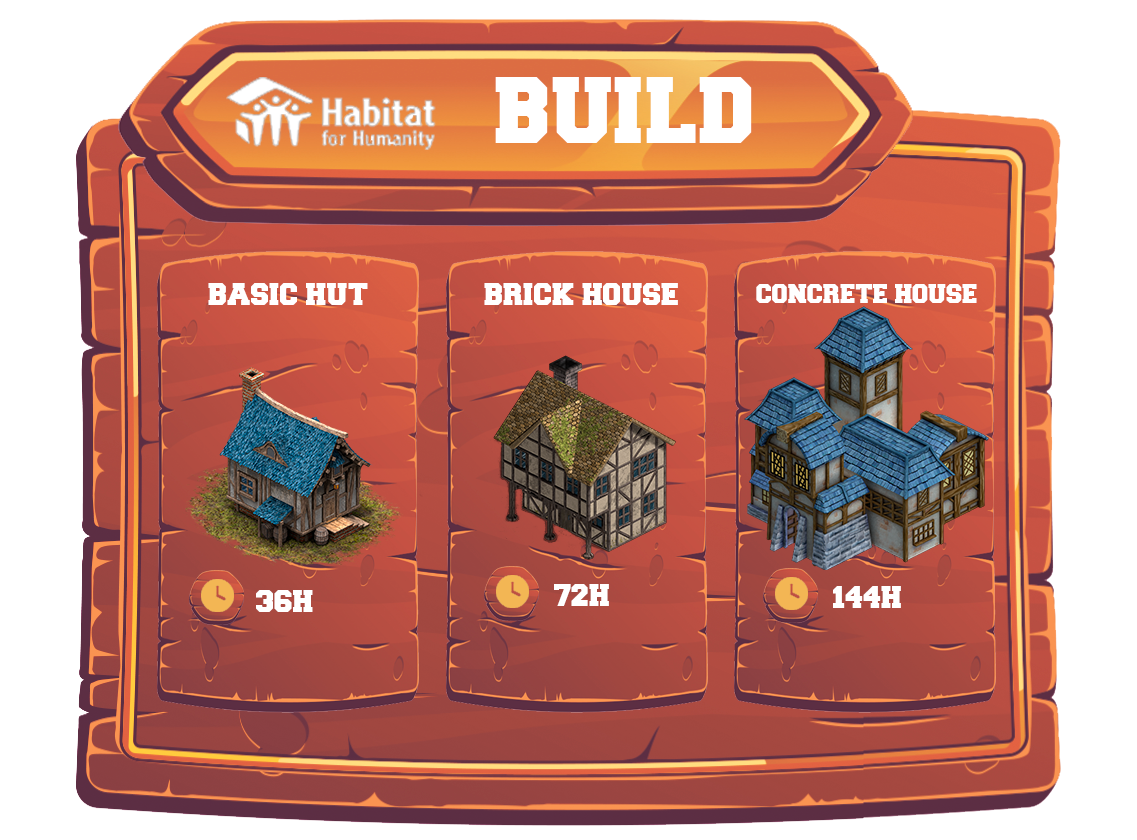 Habitat
for Humanity
BUILD
BASIC HUT
BRICK HOUSE
CONCRETE HOUSE
36H
72H
144H